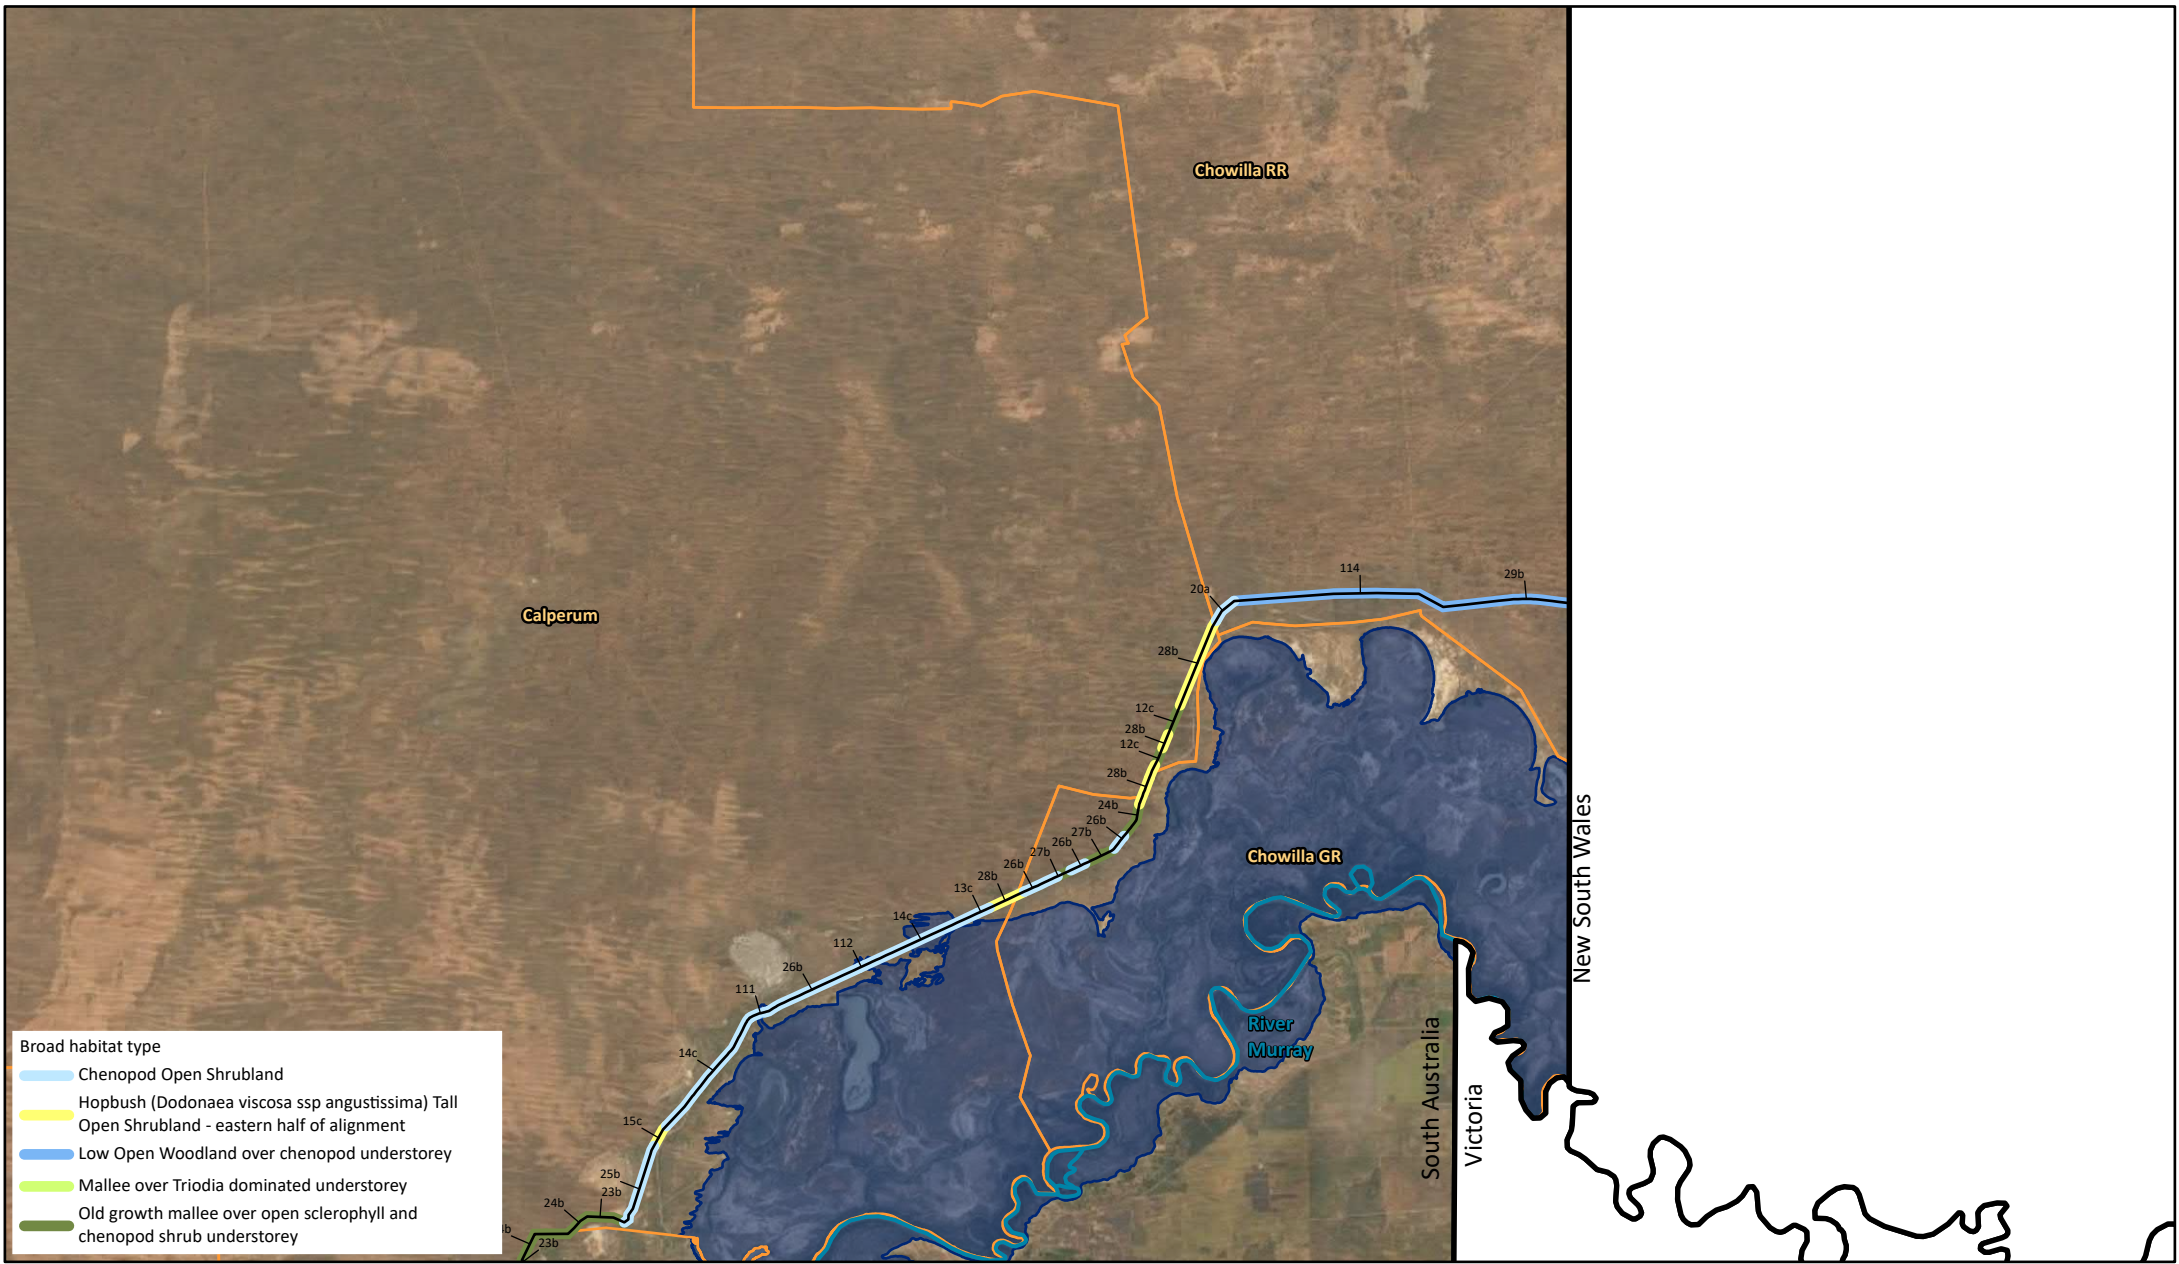 Chowilla RR
114
29b
20a
Calperum
28b
12c
28b
12c
28b
24b
26b
27b
26b
27b
26b
28b
13c
14c
112
26b
111
14c
15c
25b
23b
24b
23b
Chowilla GR
River
Murray
New South Wales
South Australia
Victoria
Broad habitat type
Chenopod Open Shrubland
Hopbush (Dodonaea viscosa ssp angustissima) Tall
Open Shrubland - eastern half of alignment
Low Open Woodland over chenopod understorey
Mallee over Triodia dominated understorey
Old growth mallee over open sclerophyll and
chenopod shrub understorey